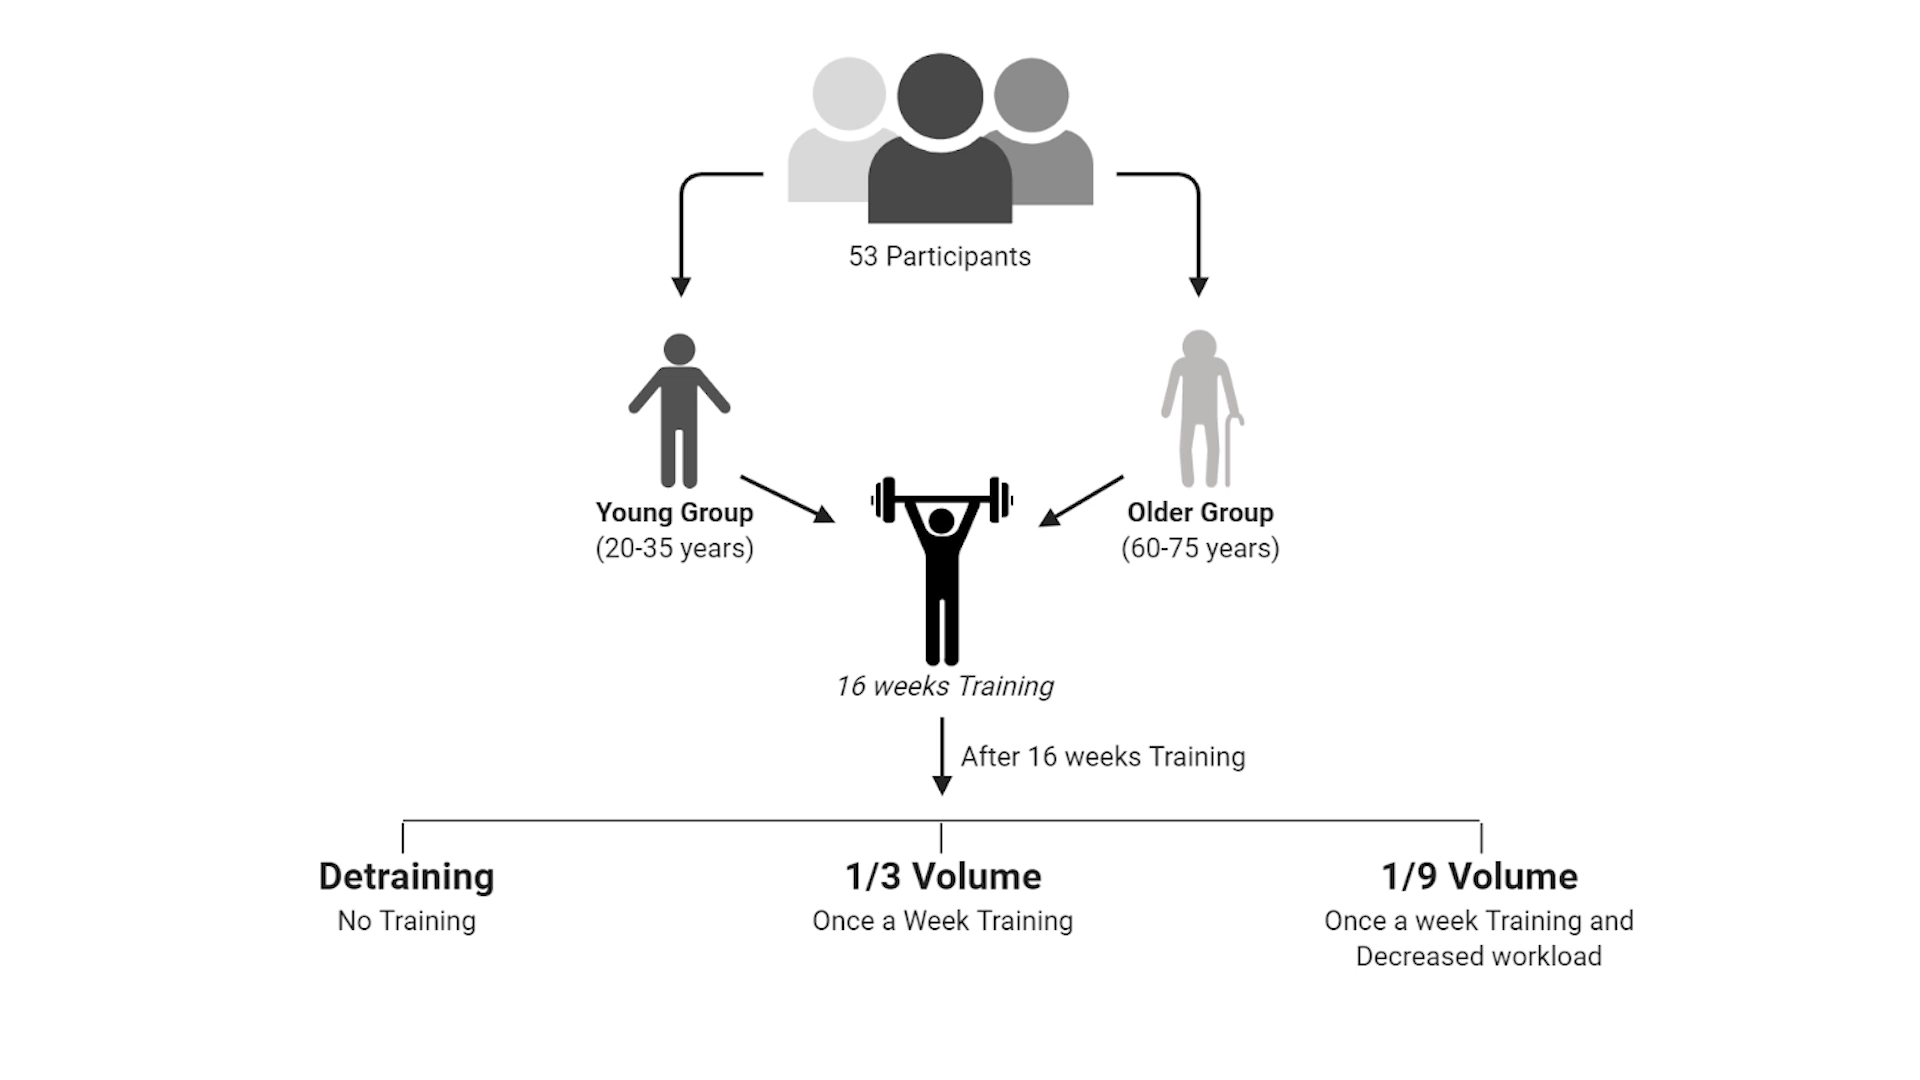 53 Participants
Young Group
(20-35 years)
Older Group
(60-75 years)
16 weeks Training
After 16 weeks Training
Detraining
No Training
1/3 Volume
Once a Week Training
1/9 Volume
Once a week Training and
Decreased workload